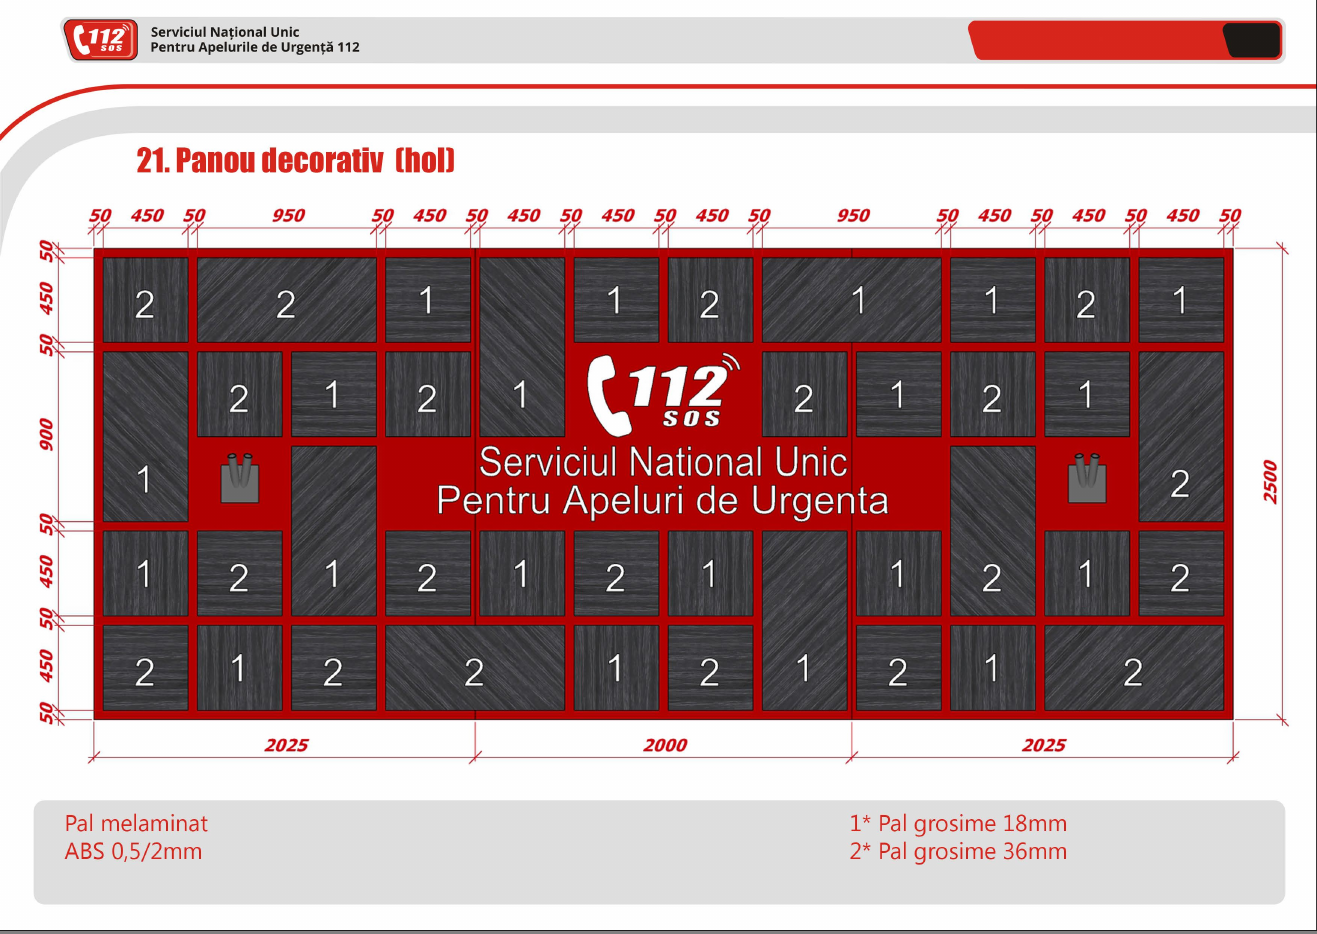 112
SOS
Serviciul Național Unic
Pentru Apelurile de Urgență 112
21. Panou decorativ (hol)
50 450 50 950 50 450 50 450 50 450 50 450 50 950 50 450 50 450 50 450 50
50
450
50
900
50
450
50
450
50
2500
2 2 1 1 2 1 1 2 1
2 1 2 1 2 1 2 1
112
SOS
Serviciul National Unic
Pentru Apeluri de Urgenta
1 2
1 2 1 2 1 2 1 1 2 1 2
2 1 2 2 1 2 1 2 1 2
2025 2000 2025
Pal melaminat
ABS 0,5/2mm
1* Pal grosime 18mm
2* Pal grosime 36mm